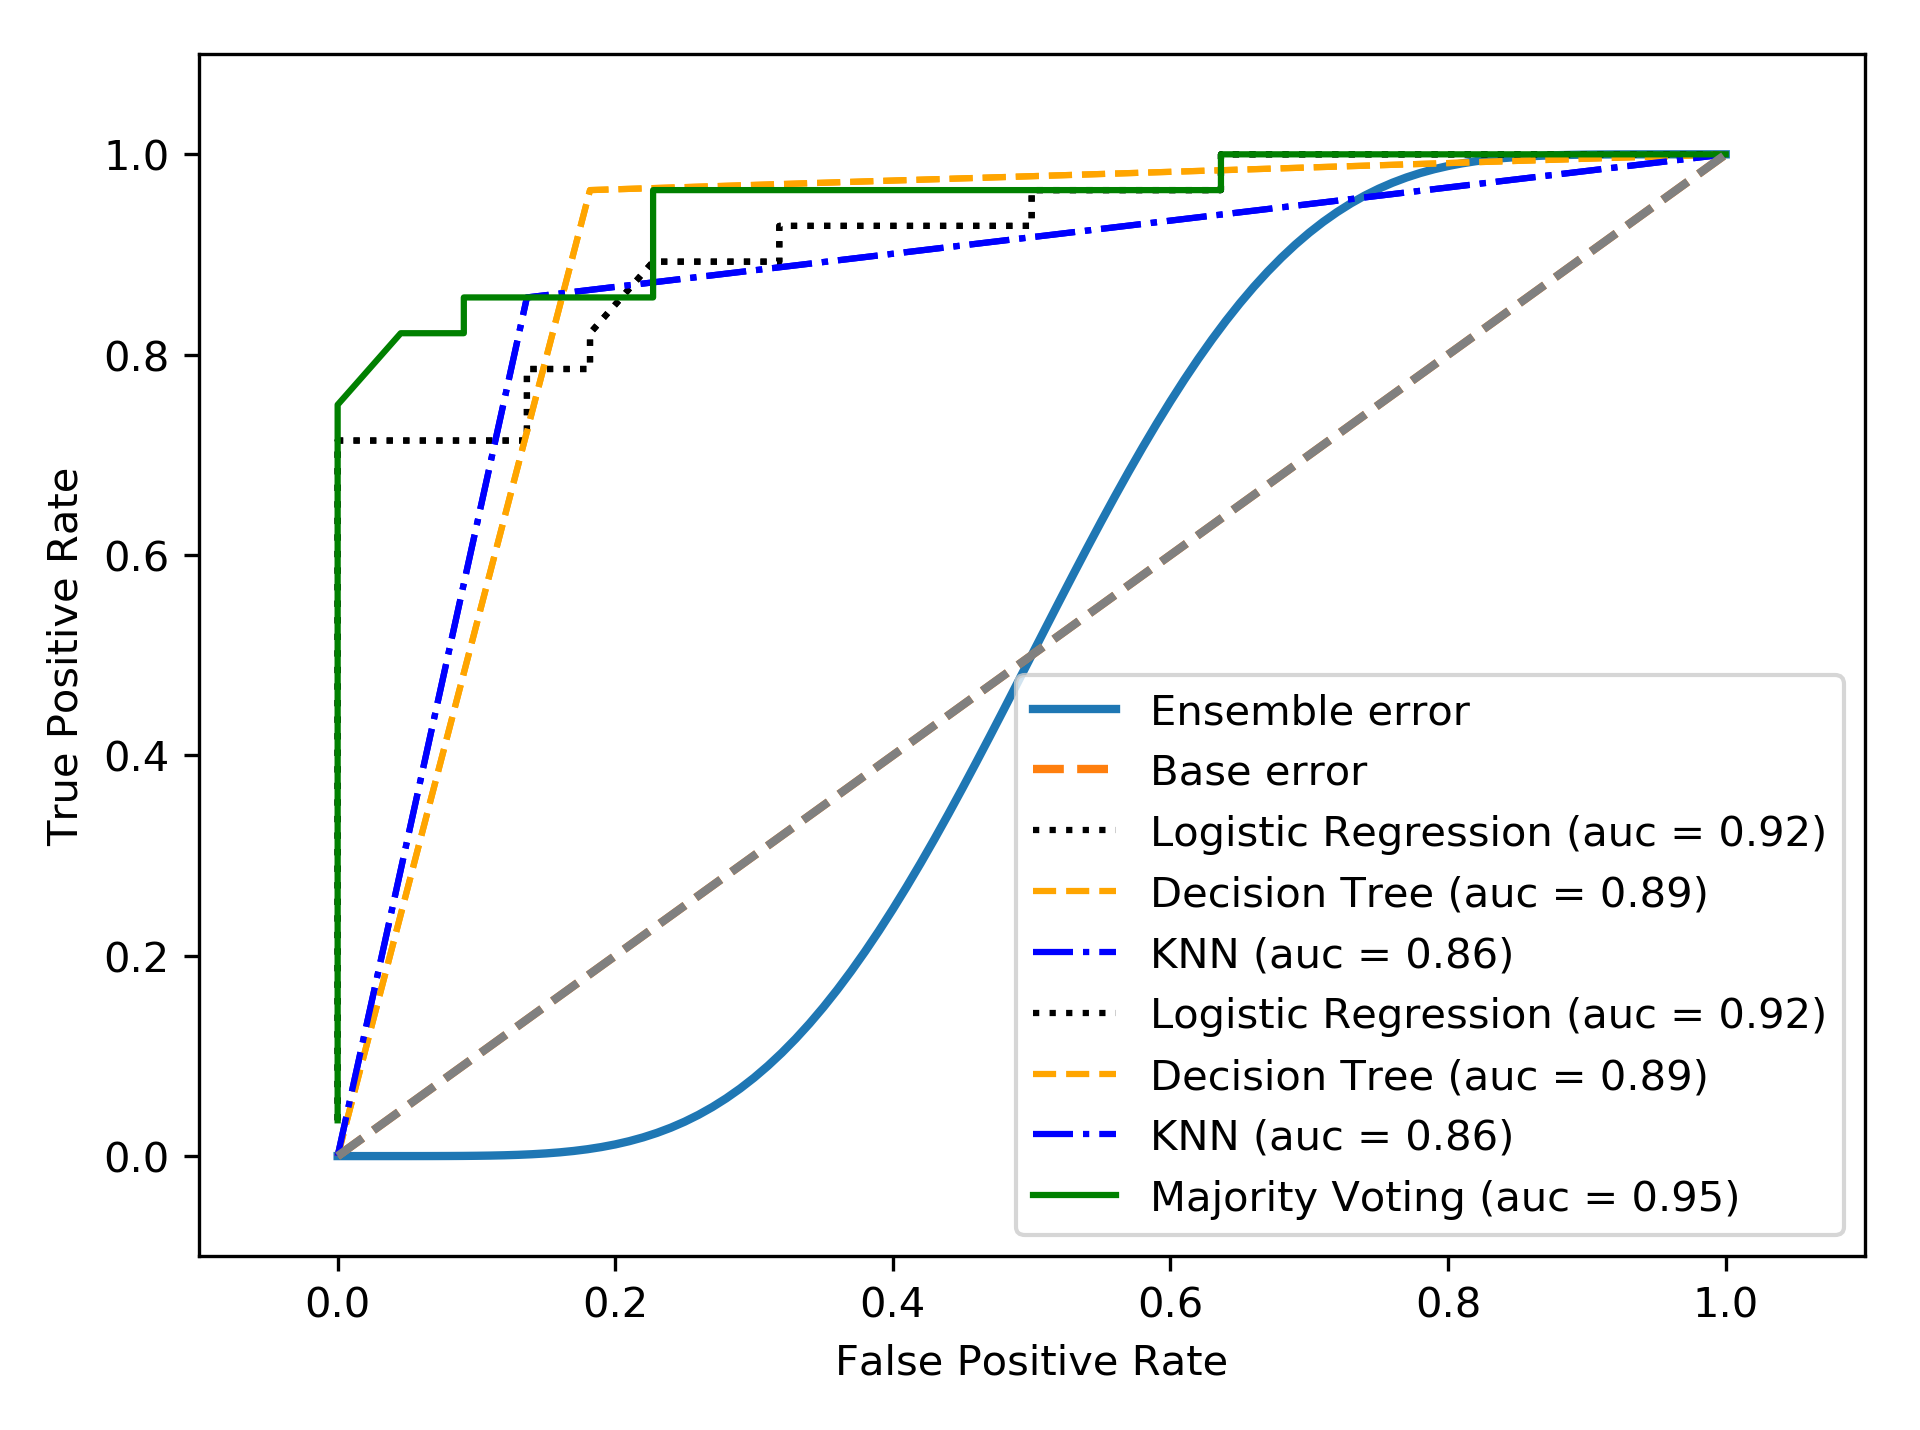 1.0
0.8
0.6
0.4
0.2
0.0
True Positive Rate
Ensemble error
Base error
Logistic Regression (auc = 0.92)
Decision Tree (auc = 0.89)
KNN (auc = 0.86)
Logistic Regression (auc = 0.92)
Decision Tree (auc = 0.89)
KNN (auc = 0.86)
Majority Voting (auc = 0.95)
0.0 0.2 0.4 0.6 0.8 1.0
False Positive Rate